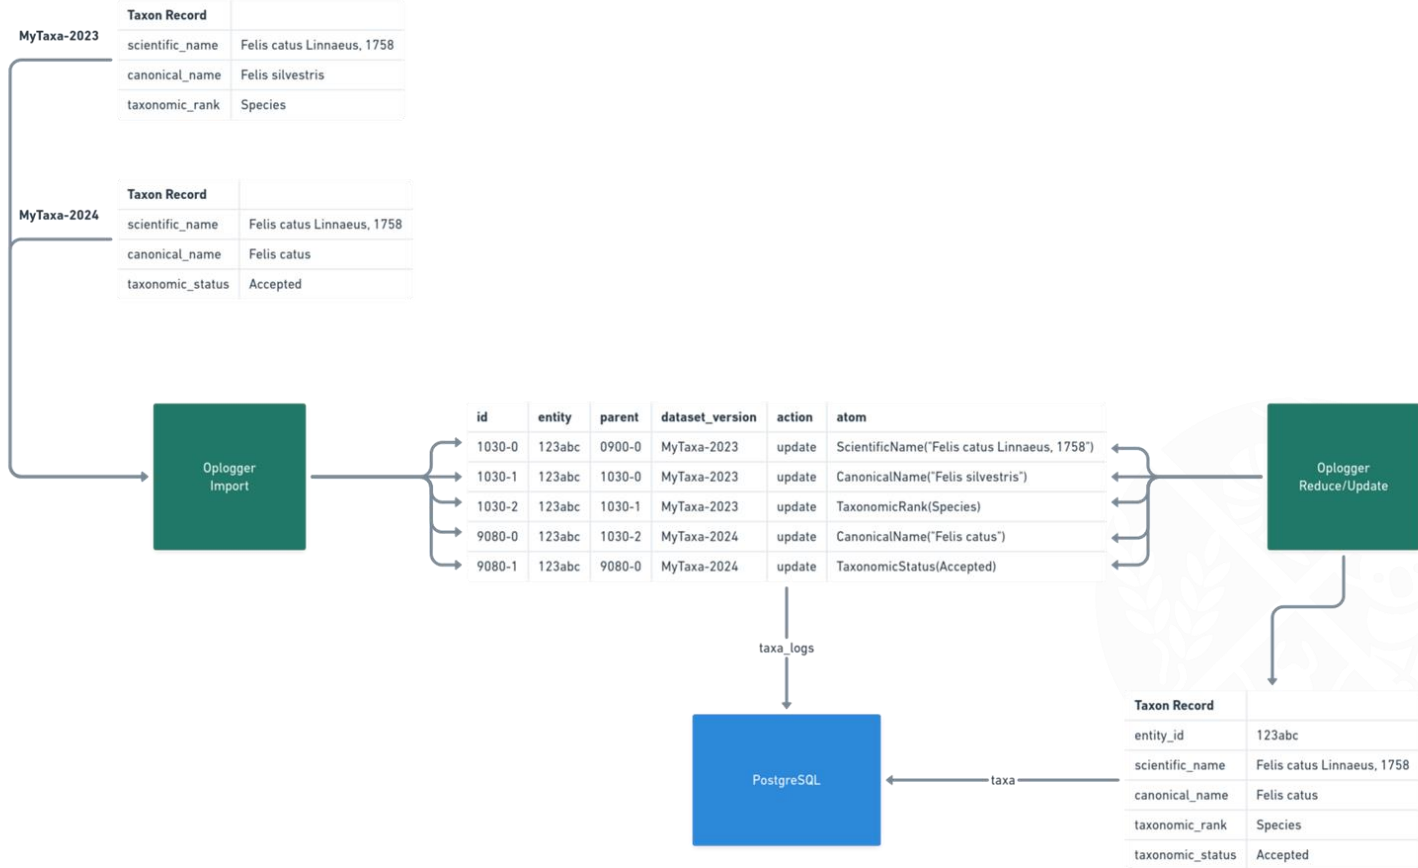 MyTaxa-2023
Taxon Record
scientific_name Felis catus Linnaeus, 1758
canonical_name Felis silvestris
taxonomic_rank Species
MyTaxa-2024
Taxon Record
scientific_name Felis catus Linnaeus, 1758
canonical_name Felis catus
taxonomic_status Accepted
Oplogger
Import
id entity parent dataset_version action atom
1030-0 123abc 0900-0 MyTaxa-2023 update ScientificName("Felis catus Linnaeus, 1758")
1030-1 123abc 1030-0 MyTaxa-2023 update CanonicalName("Felis silvestris")
1030-2 123abc 1030-1 MyTaxa-2023 update TaxonomicRank(Species)
9080-0 123abc 1030-2 MyTaxa-2024 update CanonicalName("Felis catus")
9080-1 123abc 9080-0 MyTaxa-2024 update TaxonomicStatus(Accepted)
Oplogger
Reduce/Update
taxa_logs
PostgreSQL
taxa
Taxon Record
entity_id 123abc
scientific_name Felis catus Linnaeus, 1758
canonical_name Felis catus
taxonomic_rank Species
taxonomic_status Accepted